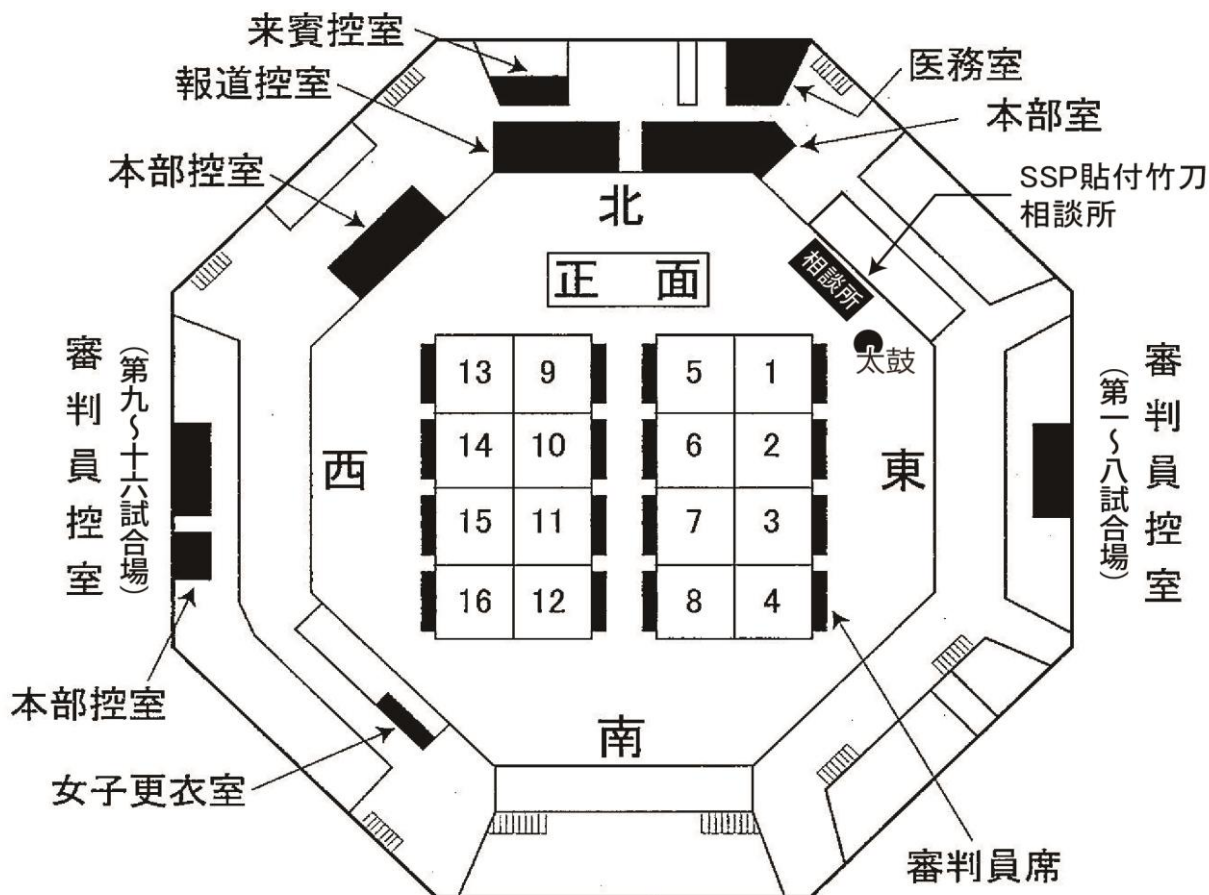 来賓控室
報道控室
本部控室
医務室
本部室
SSP貼付竹刀
相談所
北
正 面
相談所
太鼓
審判員控室
（第九～十六試合場）
13 9 5 1
14 10 6 2
15 11 7 3
16 12 8 4
西
東
（第一～八試合場）
審判員控室
本部控室
女子更衣室
南
審判員席